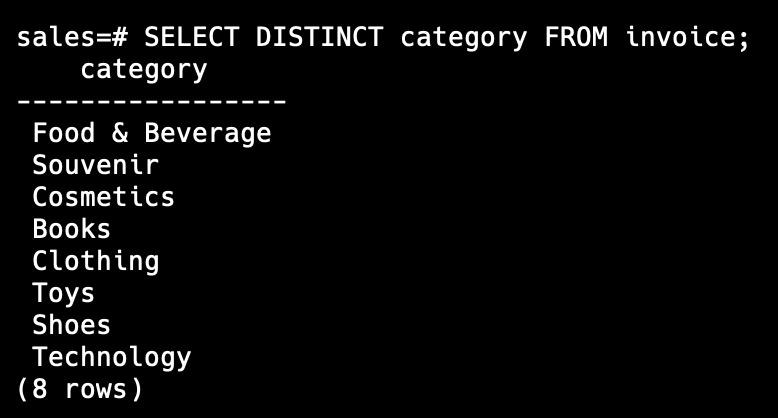 sales=# SELECT DISTINCT category FROM invoice;
    category
-----------------
 Food & Beverage
 Souvenir
 Cosmetics
 Books
 Clothing
 Toys
 Shoes
 Technology
(8 rows)